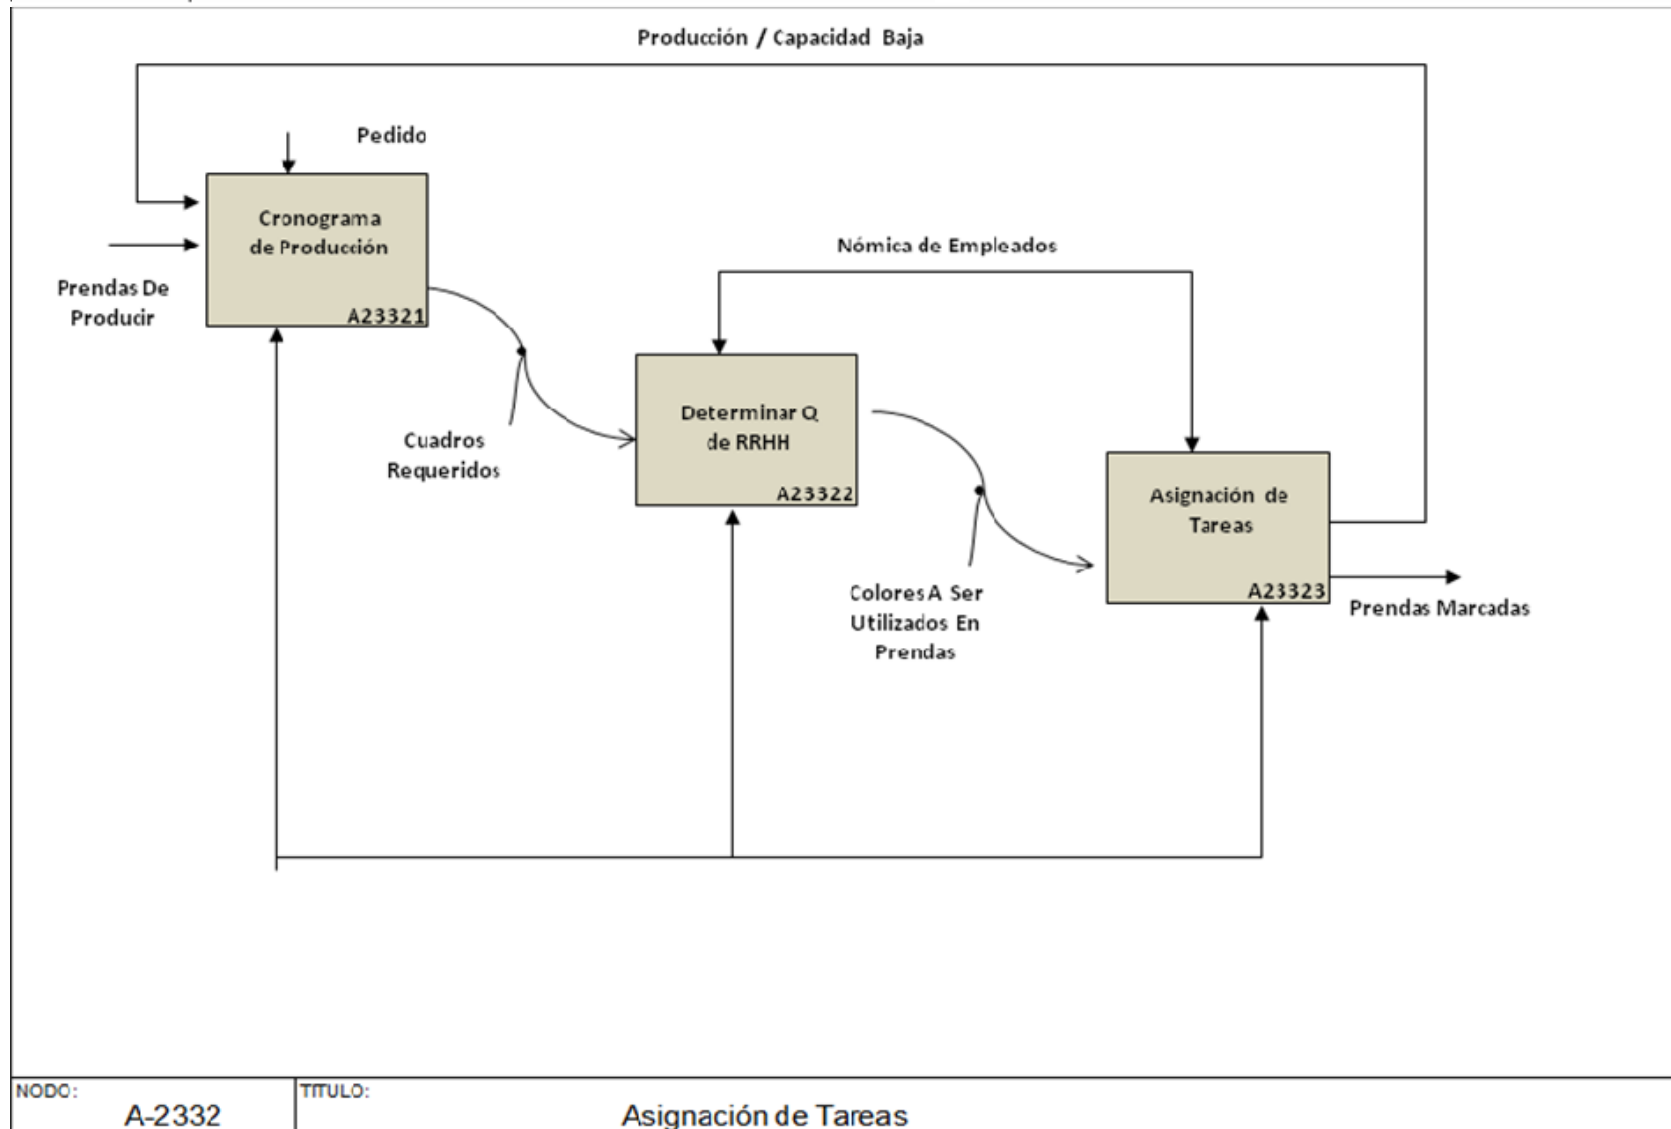 Producción / Capacidad Baja
Pedido
Cronograma
de Producción
A23321
Prendas De
Producir
Nómica de Empleados
Cuadros
Requeridos
Determinar Q
de RRHH
A23322
Colores A Ser
Utilizados En
Prendas
Asignación de
Tareas
A23323
Prendas Marcadas
NODO:
A-2332
TITULO:
Asignación de Tareas